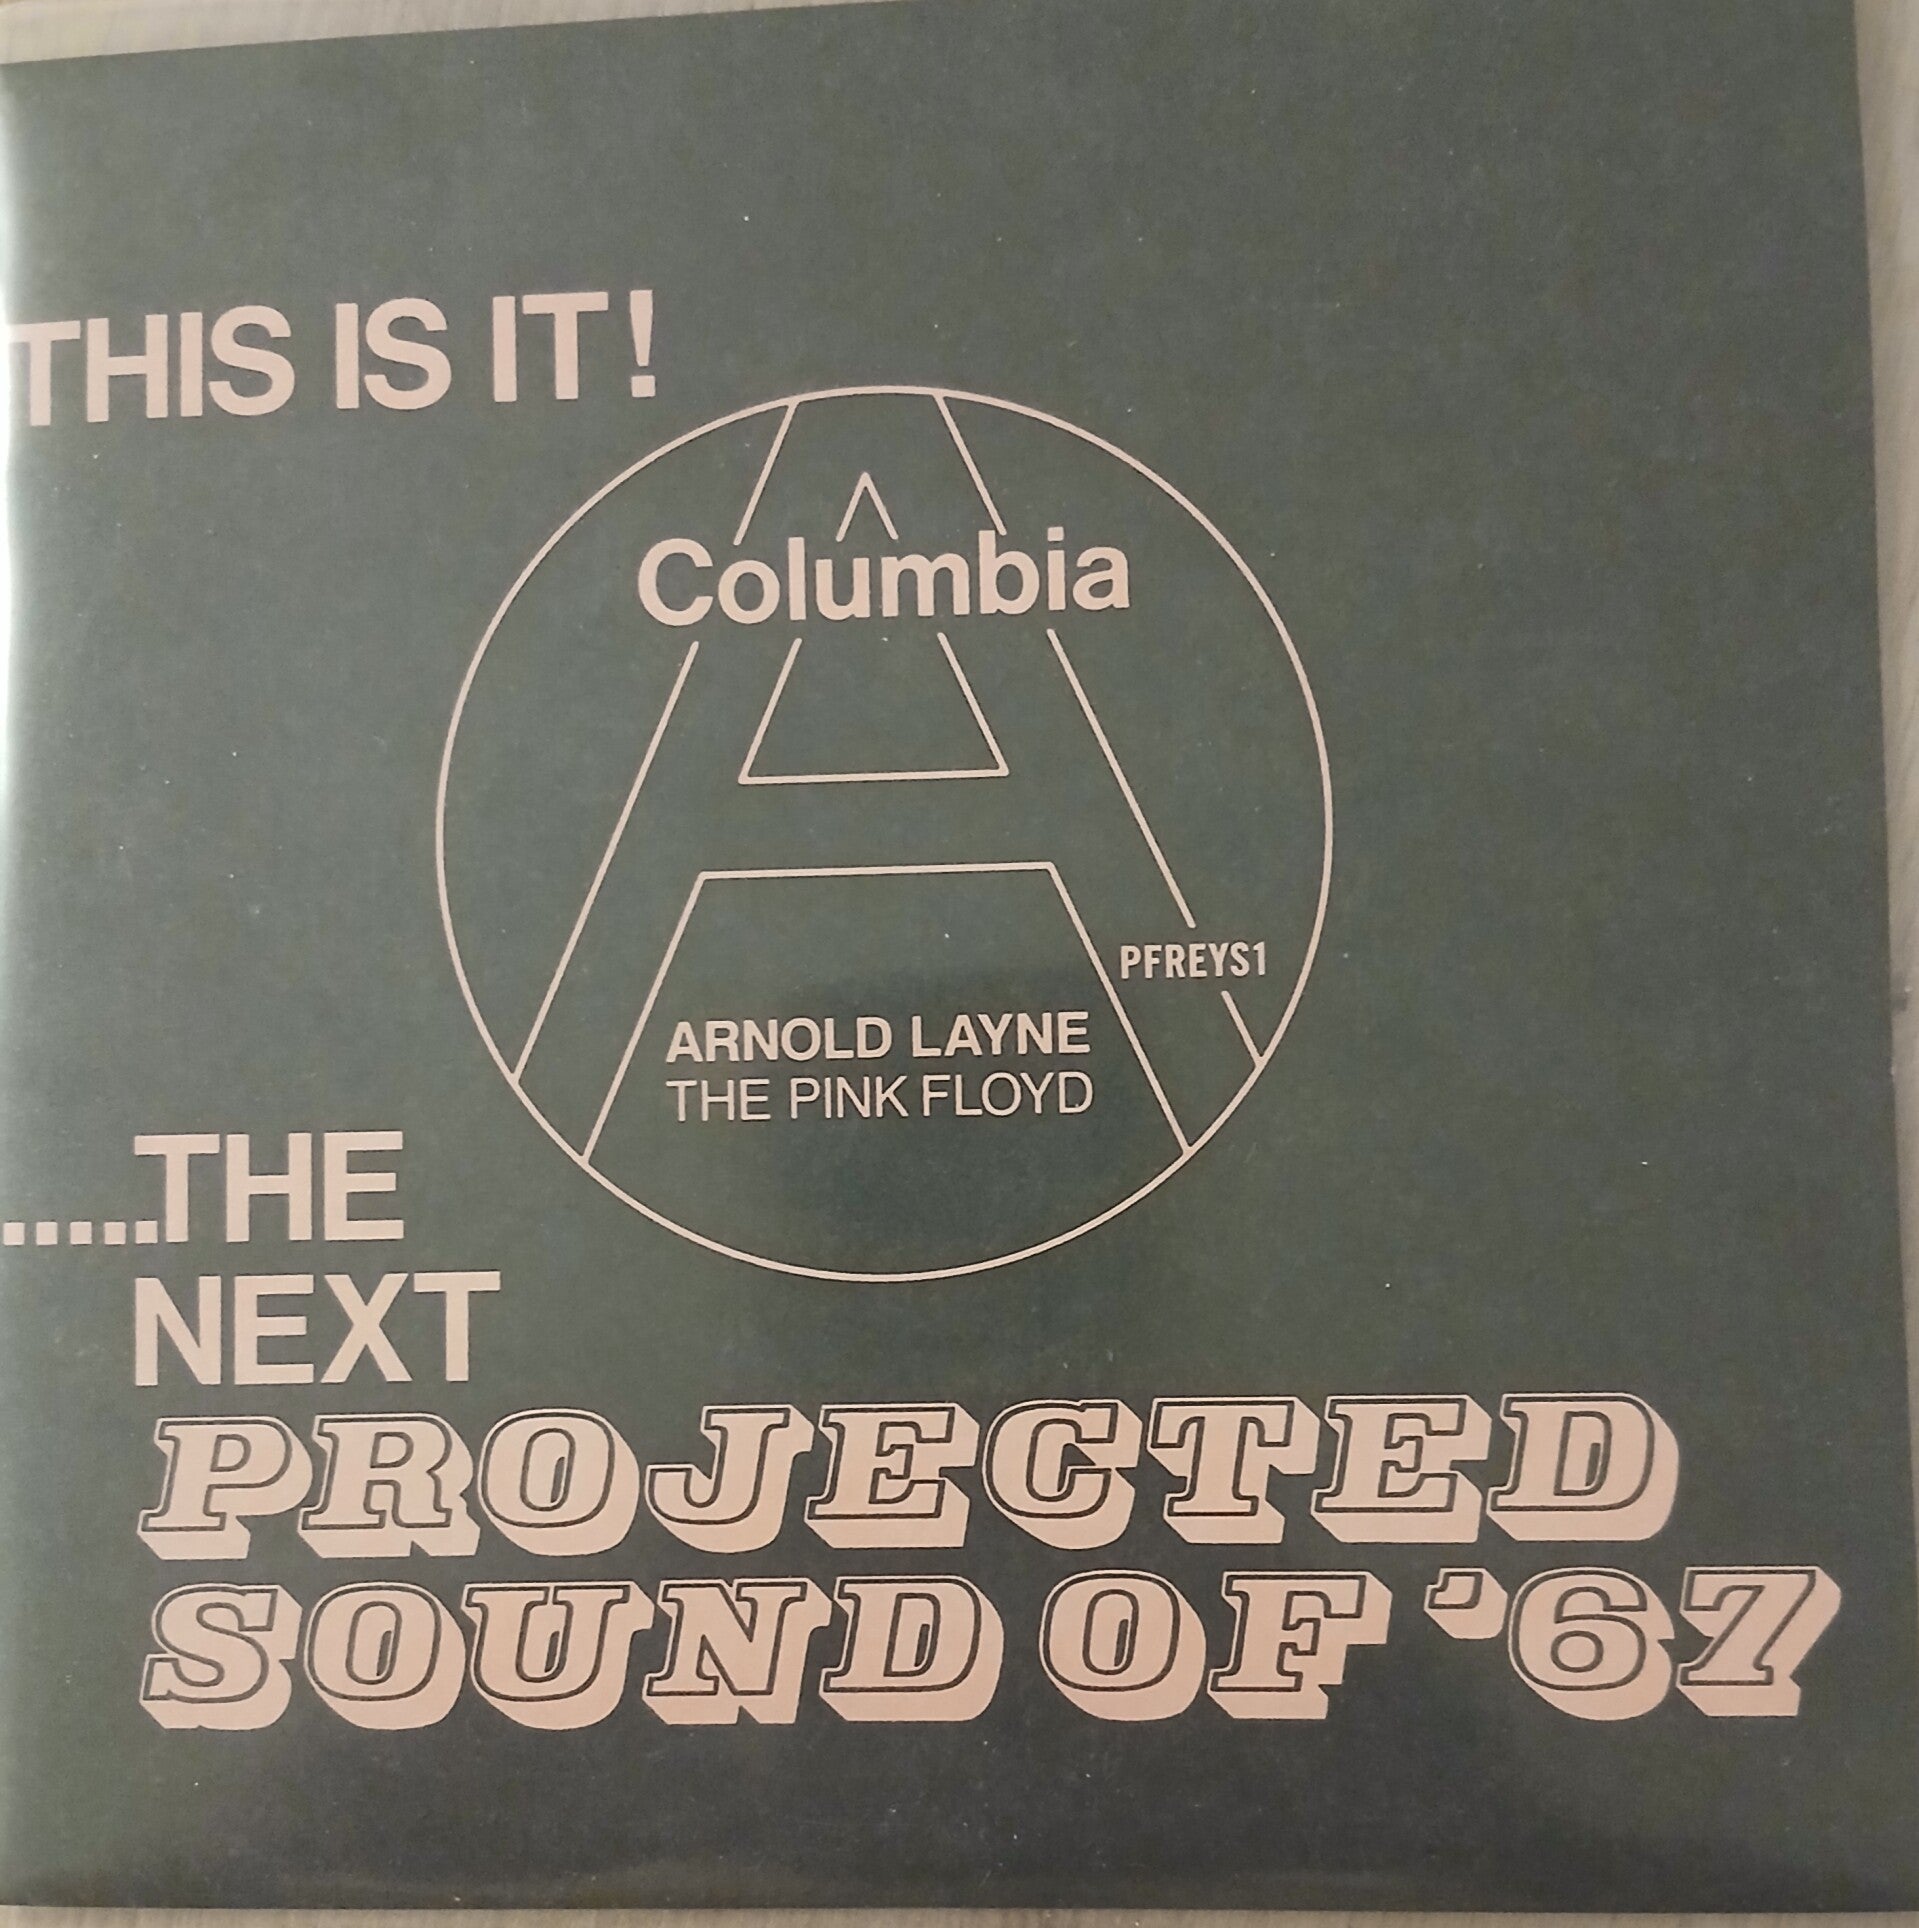 THIS IS IT!
Columbia
PFREYS1
ARNOLD LAYNE
THE PINK FLOYD
.....THE
NEXT
PROJECTED
SOUND OF '67